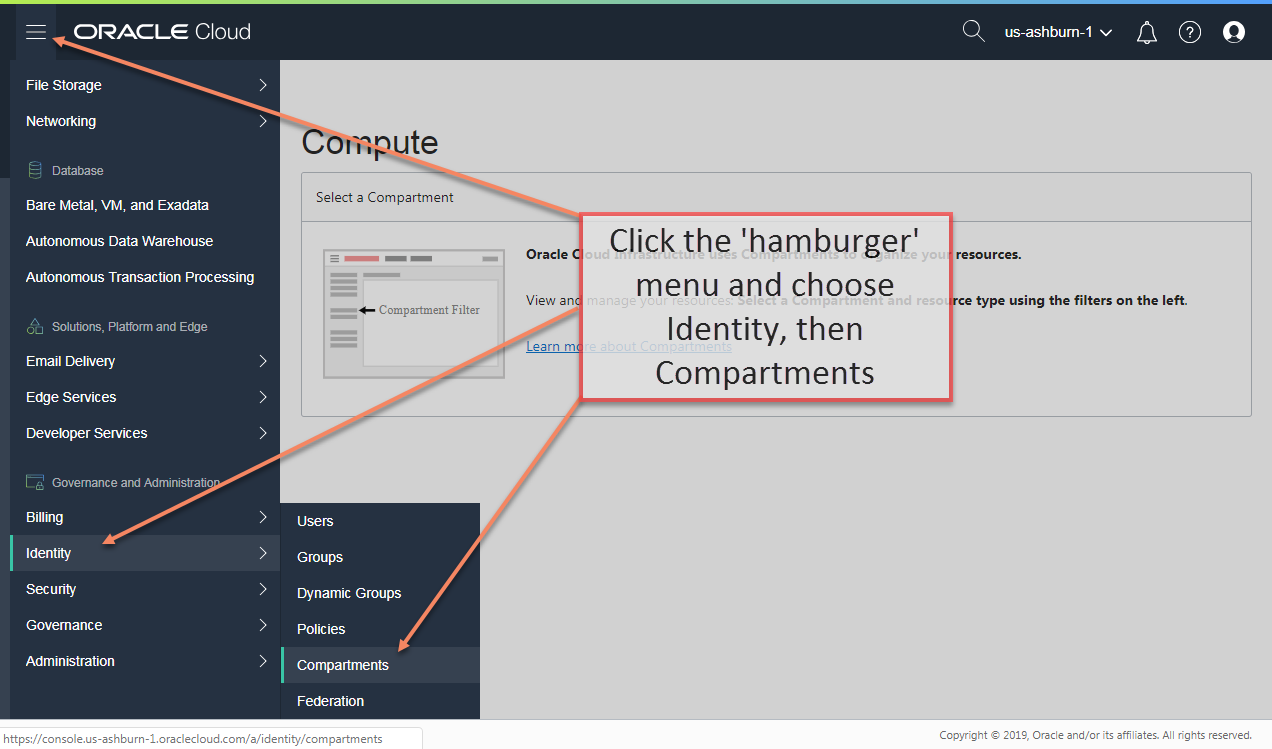 ORACLE Cloud
us-ashburn-1
File Storage
Networking
Database
Bare Metal, VM, and Exadata
Autonomous Data Warehouse
Autonomous Transaction Processing
Solutions, Platform and Edge
Email Delivery
Edge Services
Developer Services
Governance and Administration
Billing
Identity
Security
Governance
Administration
Users
Groups
Dynamic Groups
Policies
Compartments
Federation
Compute
Select a Compartment
Compartment Filter
Oracle Cloud Infrastructure uses Compartments to organize your resources.
View and manage your resources: Select a Compartment and resource type using the filters on the left.
Learn more about Compartments
Click the 'hamburger'
menu and choose
Identity, then
Compartments
https://console.us-ashburn-1.oraclecloud.com/a/identity/compartments
Copyright © 2019, Oracle and/or its affiliates. All rights reserved.